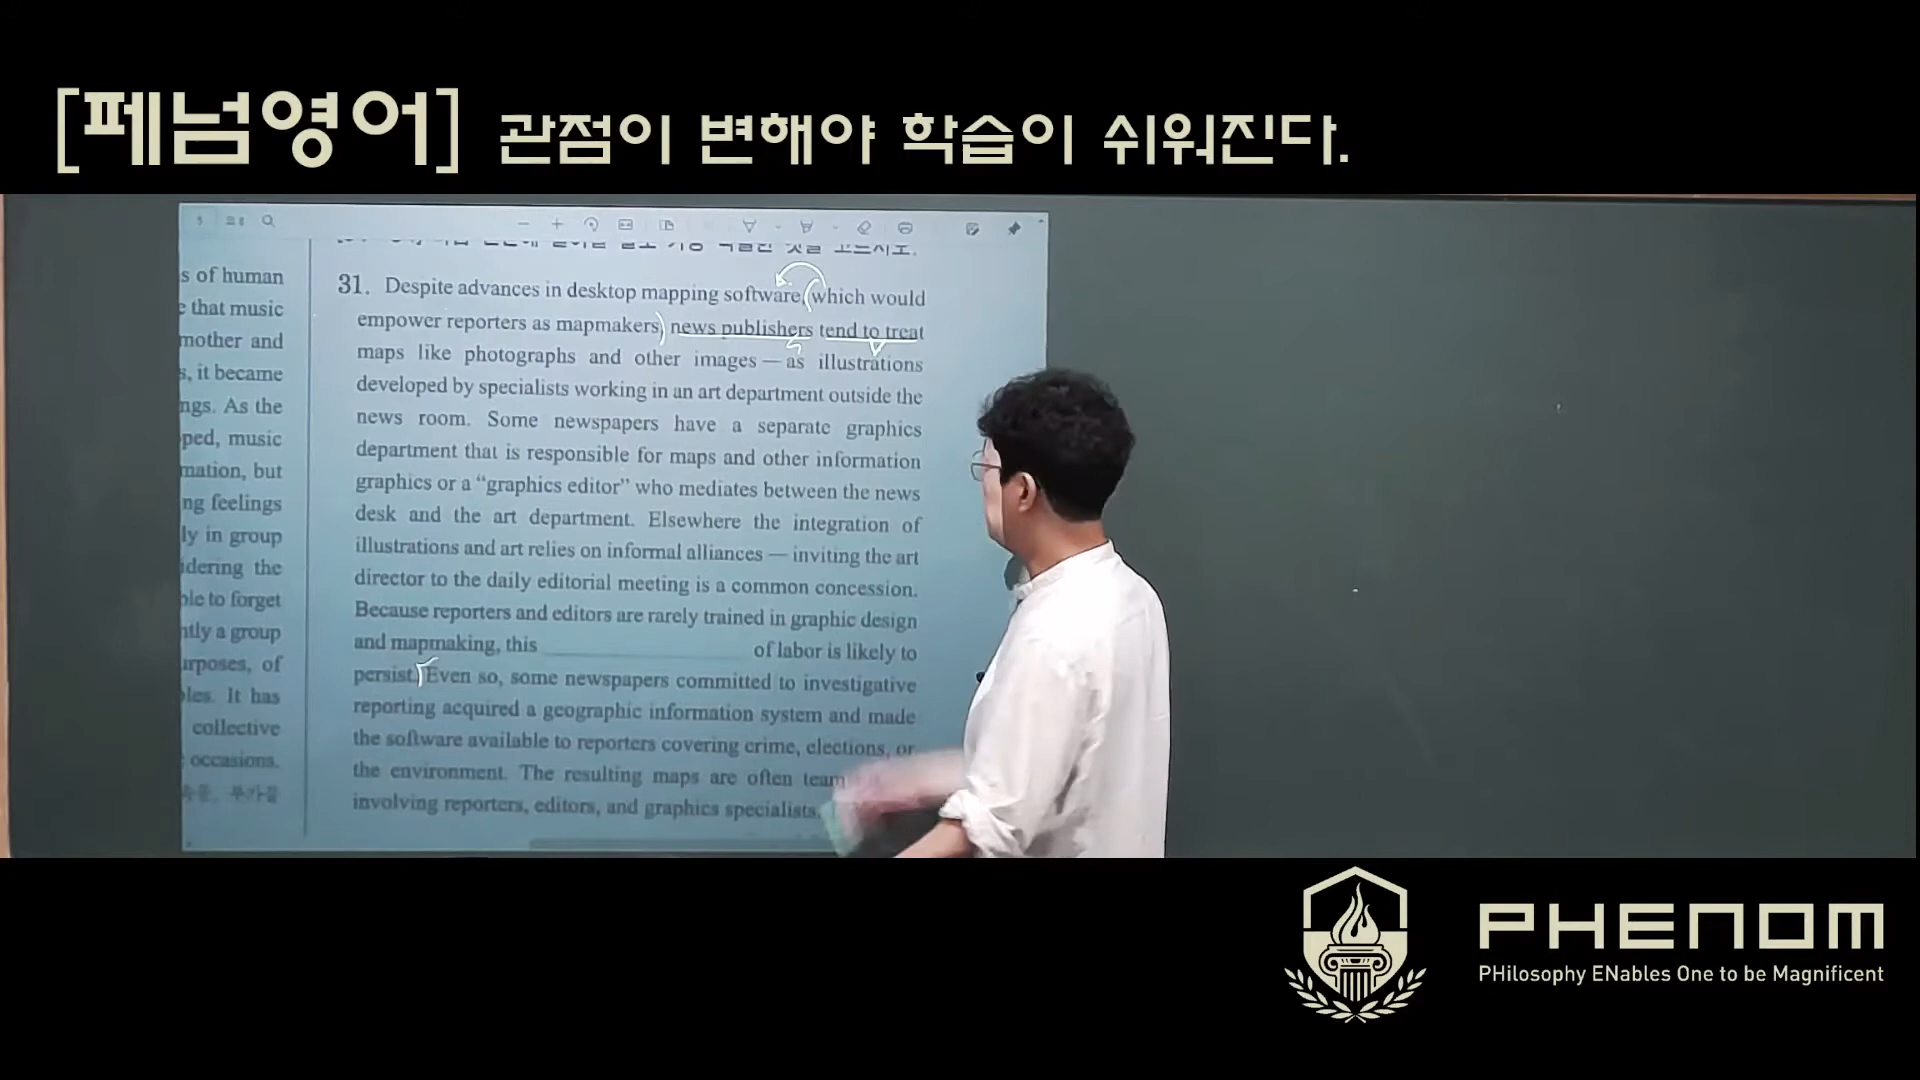 [페넘영어] 관점이 변해야 학습이 쉬워진다.
s of human
that music
mother and
s, it became
ngs. As the
ped, music
mation, but
ng feelings
ly in group
idering the
ble to forget
ntly a group
urposes, of
ples. It has
collective
occasions.
31. Despite advances in desktop mapping software, which would
empower reporters as mapmakers, news publishers tend to treat
maps like photographs and other images — as illustrations
developed by specialists working in an art department outside the
news room. Some newspapers have a separate graphics
department that is responsible for maps and other information
graphics or a “graphics editor” who mediates between the news
desk and the art department. Elsewhere the integration of
illustrations and art relies on informal alliances — inviting the art
director to the daily editorial meeting is a common concession.
Because reporters and editors are rarely trained in graphic design
and mapmaking, this ____________ of labor is likely to
persist. Even so, some newspapers committed to investigative
reporting acquired a geographic information system and made
the software available to reporters covering crime, elections, or
the environment. The resulting maps are often team
involving reporters, editors, and graphics specialists.
PHENOM
PHilosophy ENables One to be Magnificent